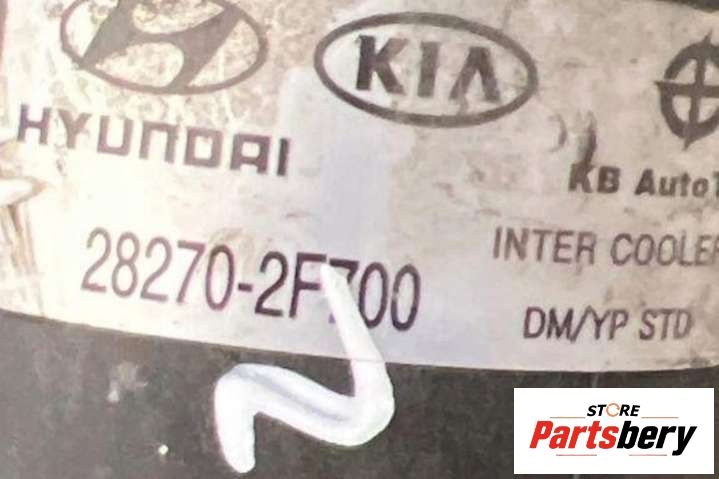 KIA
HYUNDAI
KB AutoT
28270-2F700
INTER COOLER
DM/YP STD
STORE
Partsbery